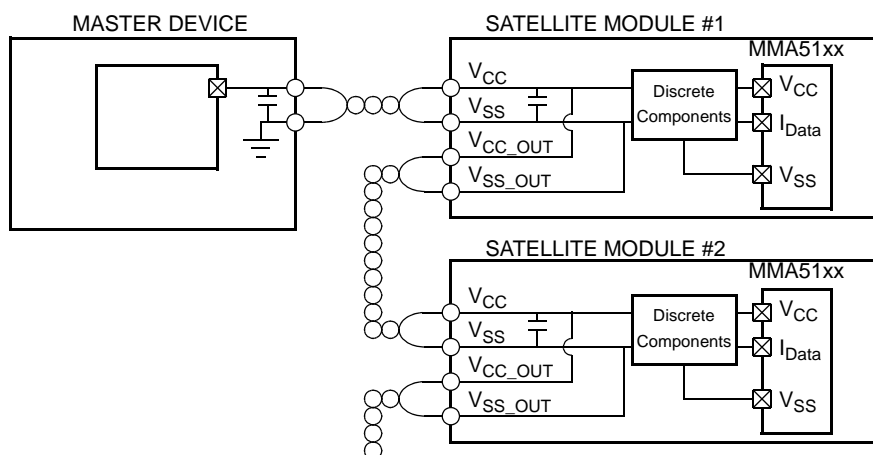 MASTER DEVICE
SATELLITE MODULE #1
MMA51xx
VCC
VSS
VCC_OUT
VSS_OUT
Discrete
Components
VCC
IData
VSS
SATELLITE MODULE #2
MMA51xx
VCC
VSS
VCC_OUT
VSS_OUT
Discrete
Components
VCC
IData
VSS